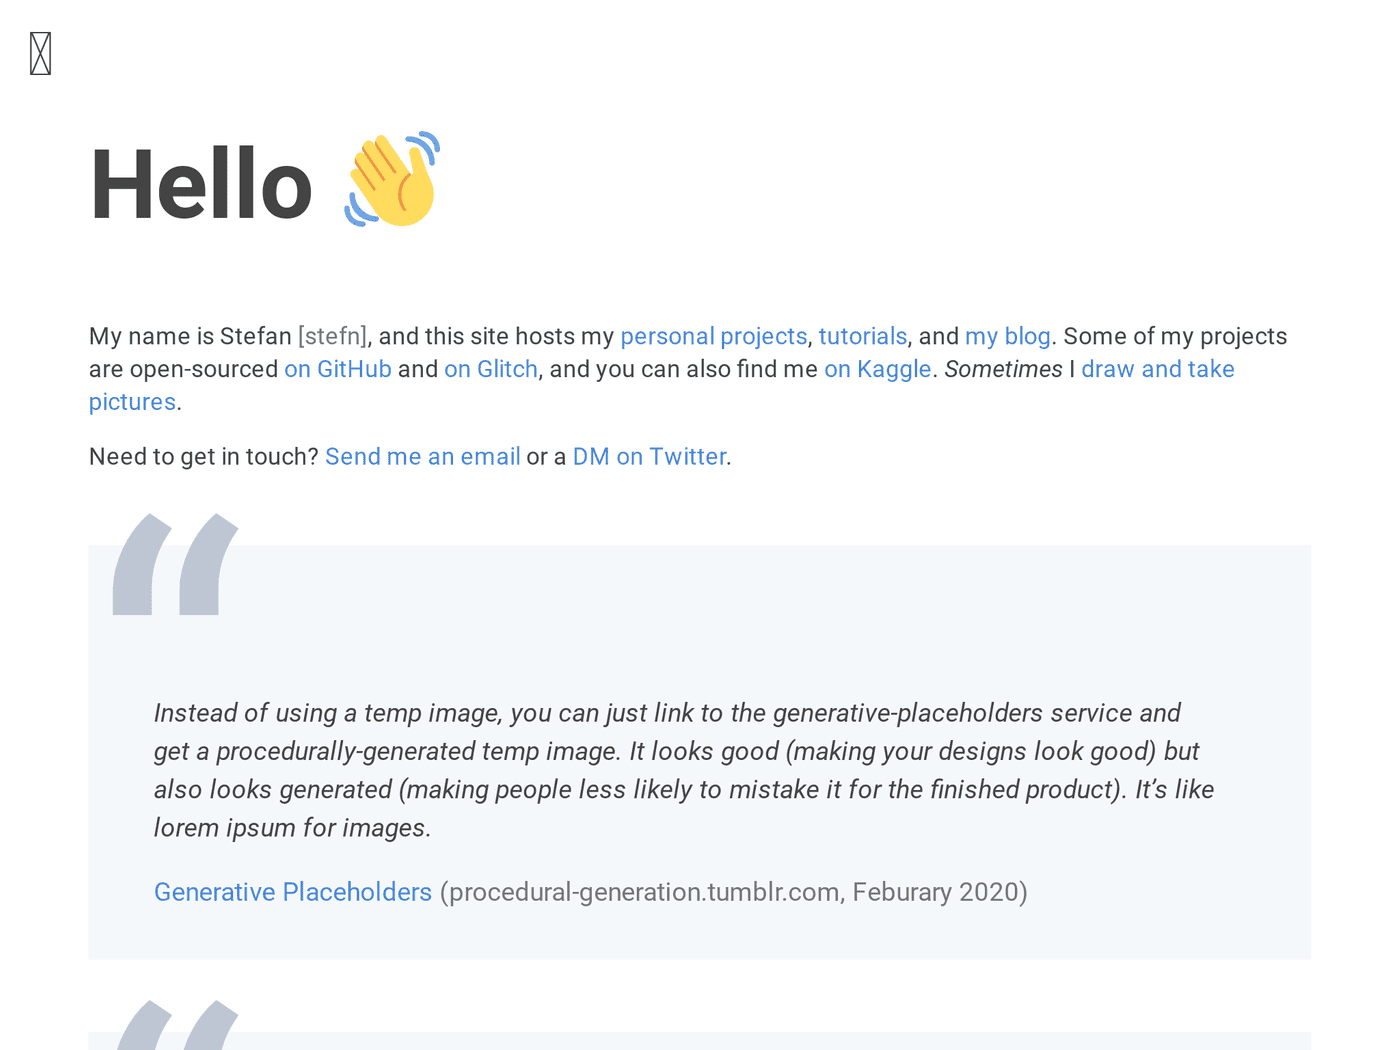 Hello 👋
My name is Stefan [stefn], and this site hosts my personal projects, tutorials, and my blog. Some of my projects
are open-sourced on GitHub and on Glitch, and you can also find me on Kaggle. Sometimes I draw and take
pictures.
Need to get in touch? Send me an email or a DM on Twitter.
“
Instead of using a temp image, you can just link to the generative-placeholders service and
get a procedurally-generated temp image. It looks good (making your designs look good) but
also looks generated (making people less likely to mistake it for the finished product). It’s like
lorem ipsum for images.
Generative Placeholders (procedural-generation.tumblr.com, Feburary 2020)
“